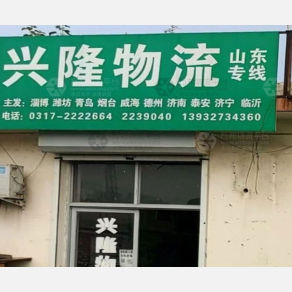 兴隆物流 山东专线
主发：淄博 潍坊 青岛 烟台 威海 德州 济南 泰安 济宁 临沂
电话：0317-2222664 2239040 13932734360
兴隆物